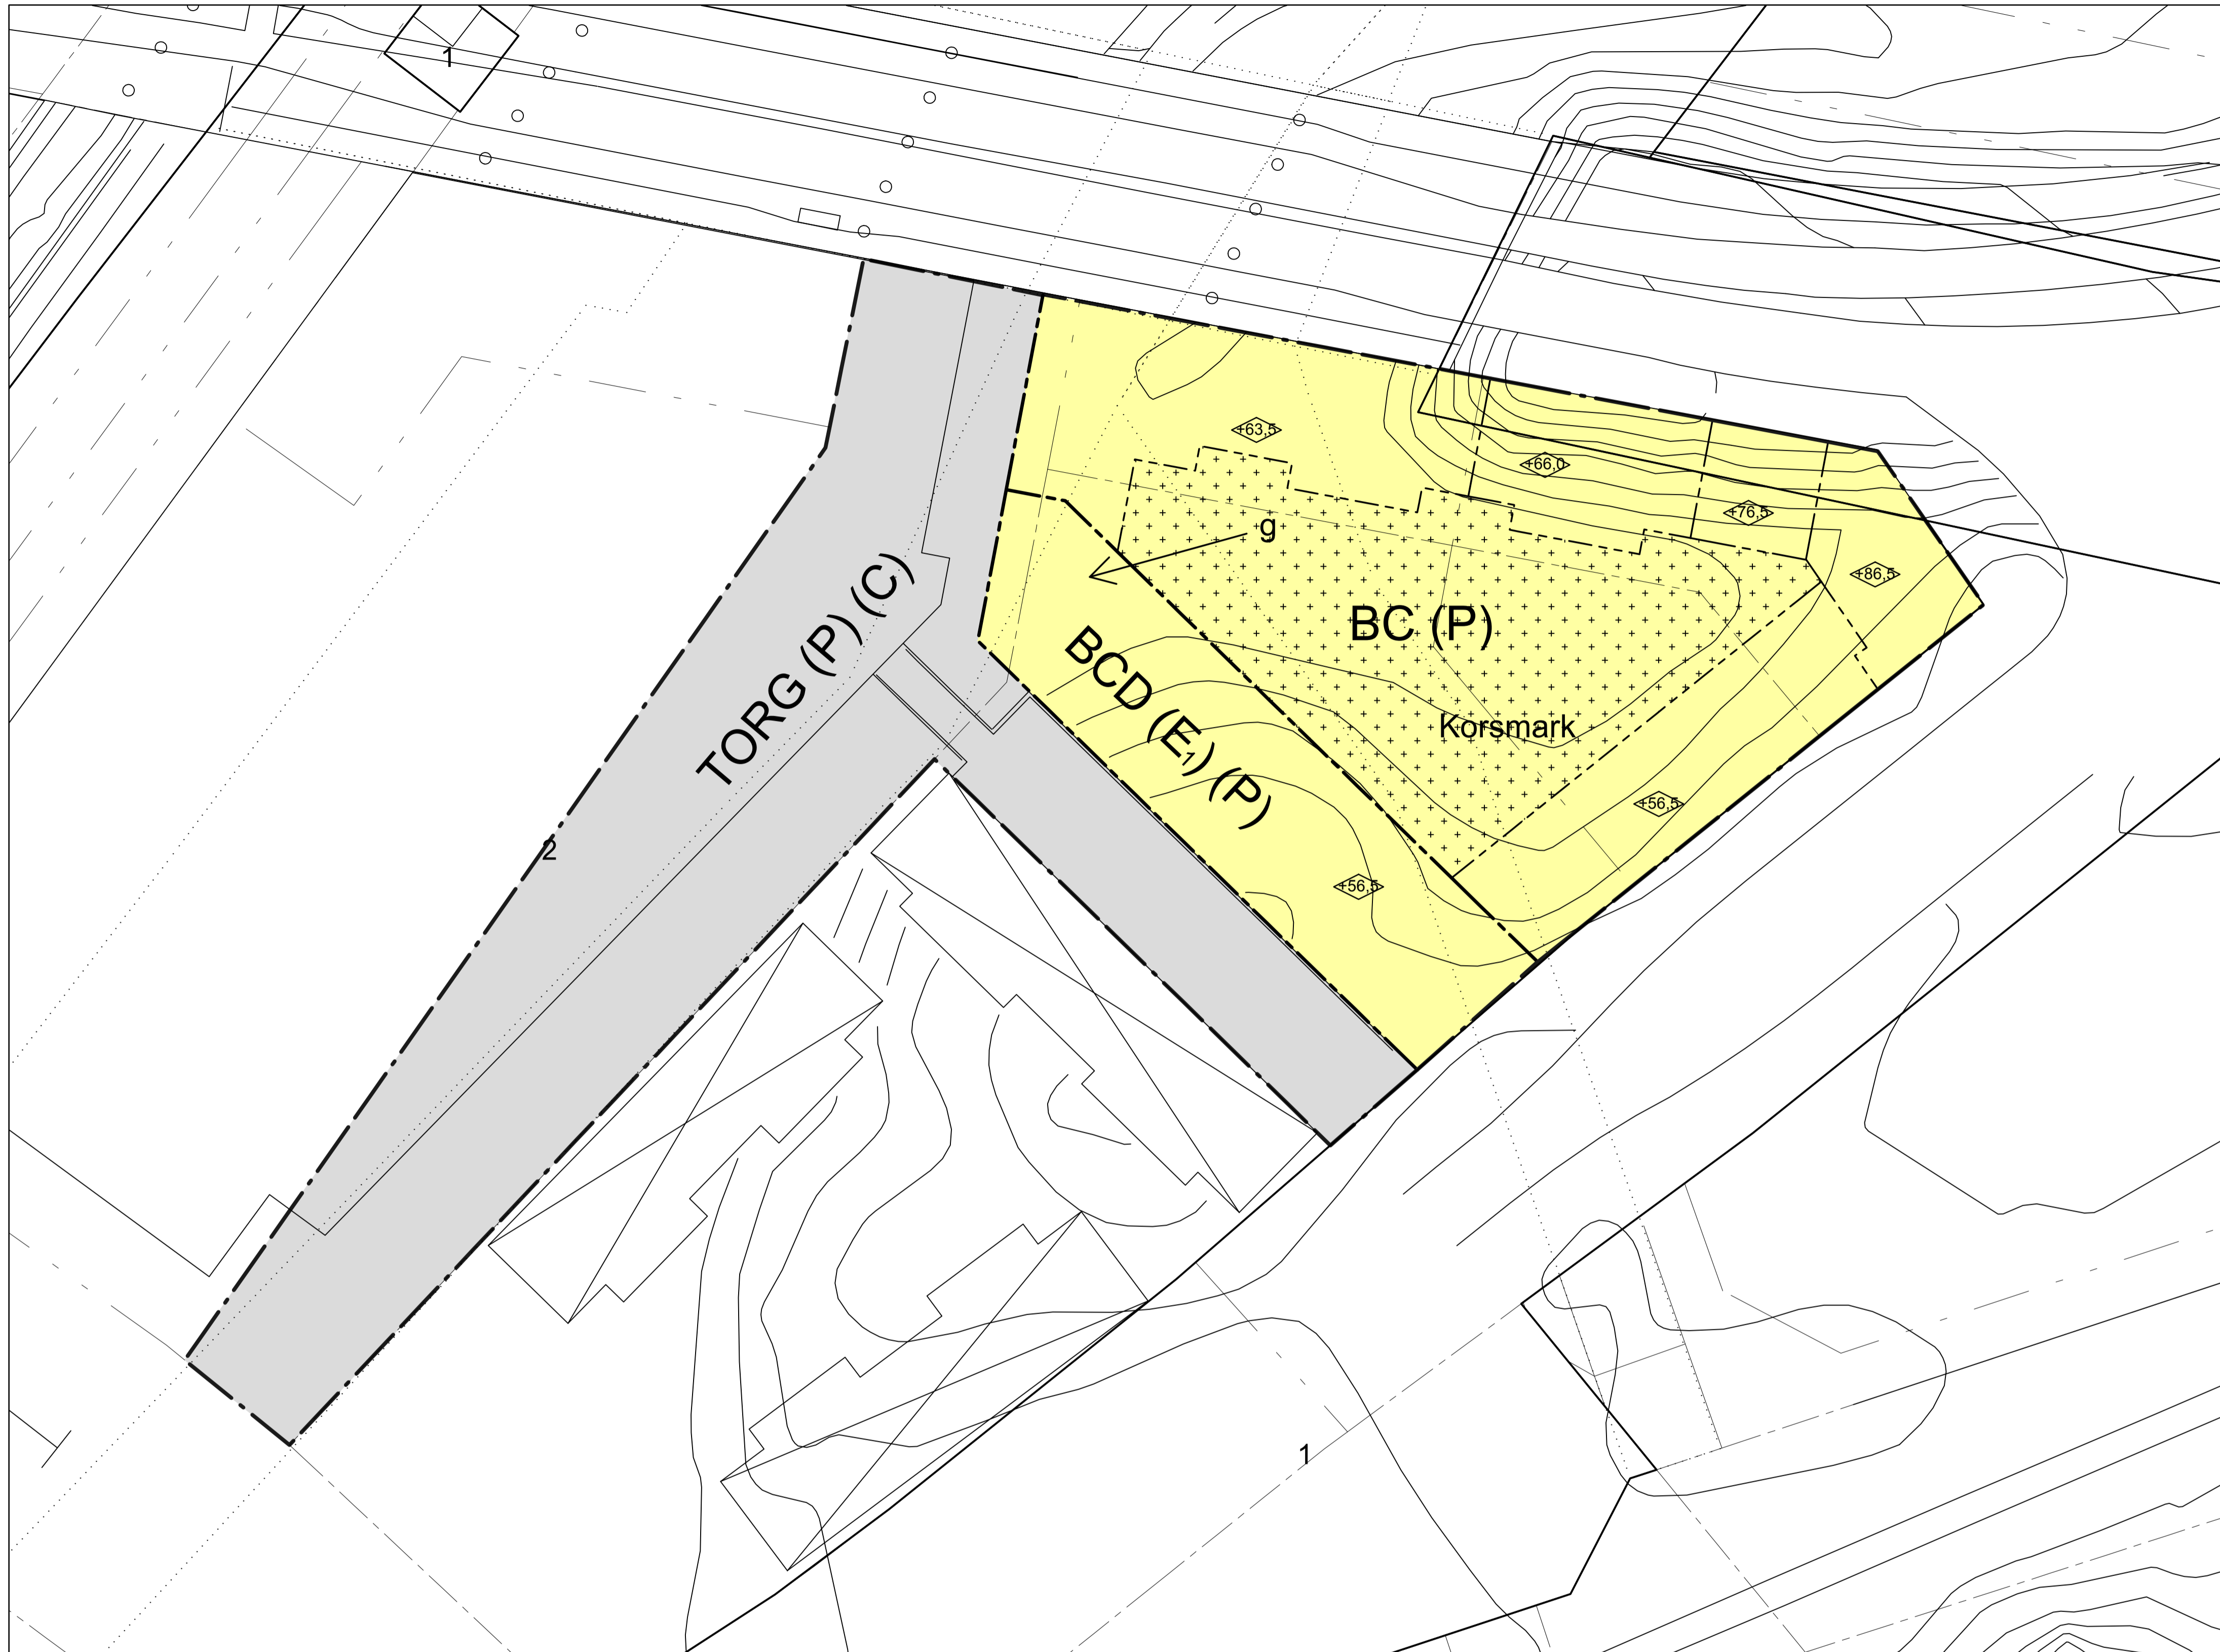 1
+63,5
+66,0
+76,5
g
+86,5
TORG (P) (C)
BC (P)
BCD (E₁) (P)
Korsmark
+56,5
2
+56,5
1